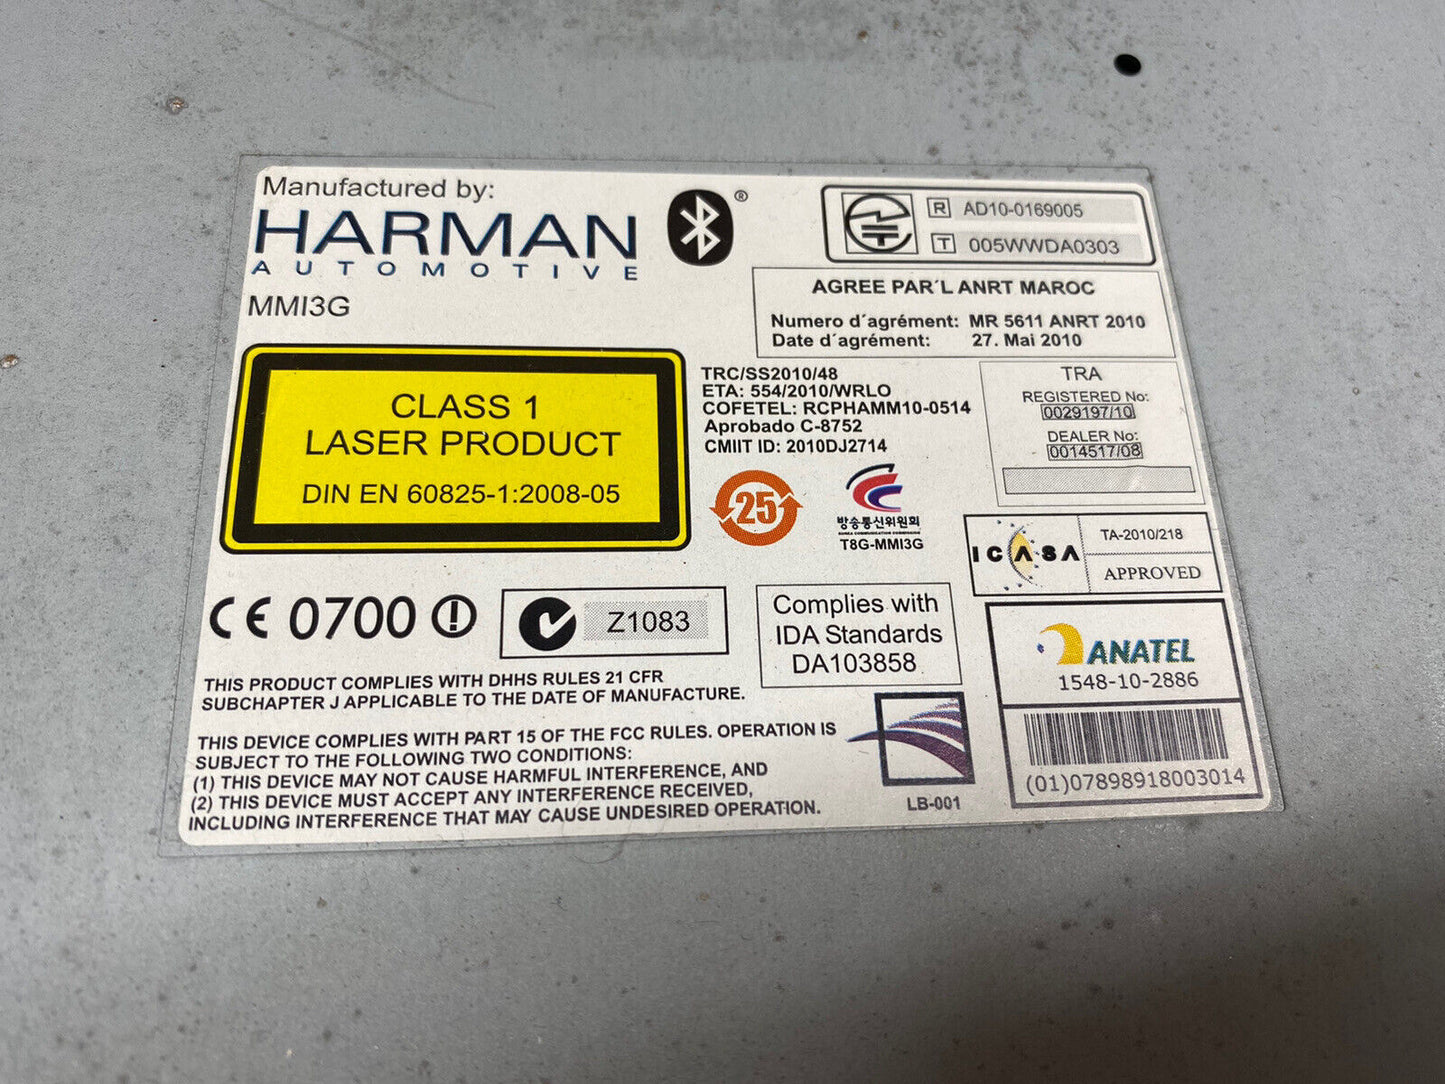 Manufactured by:
HARMAN
AUTOMOTIVE
MMI3G
®
R AD10-0169005
T 005WWDA0303
AGREE PAR´L ANRT MAROC
Numero d´agrément: MR 5611 ANRT 2010
Date d´agrément: 27. Mai 2010
CLASS 1
LASER PRODUCT
DIN EN 60825-1:2008-05
TRC/SS2010/48
ETA: 554/2010/WRLO
COFETEL: RCPHAMM10-0514
Aprobado C-8752
CMIIT ID: 2010DJ2714
TRA
REGISTERED No:
0029197/10
DEALER No:
0014517/08
25
방송통신위원회
KOREA COMMUNICATIONS COMMISSION
T8G-MMI3G
ICASA
TA-2010/218
APPROVED
CE 0700
Z1083
Complies with
IDA Standards
DA103858
ANATEL
1548-10-2886
(01)07898918003014
THIS PRODUCT COMPLIES WITH DHHS RULES 21 CFR
SUBCHAPTER J APPLICABLE TO THE DATE OF MANUFACTURE.
THIS DEVICE COMPLIES WITH PART 15 OF THE FCC RULES. OPERATION IS
SUBJECT TO THE FOLLOWING TWO CONDITIONS:
(1) THIS DEVICE MAY NOT CAUSE HARMFUL INTERFERENCE, AND
(2) THIS DEVICE MUST ACCEPT ANY INTERFERENCE RECEIVED,
INCLUDING INTERFERENCE THAT MAY CAUSE UNDESIRED OPERATION.
LB-001